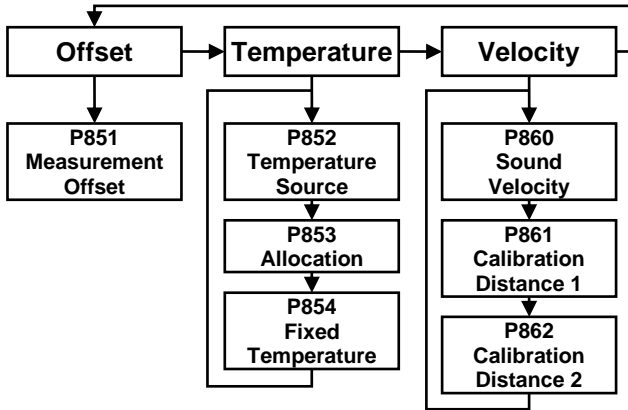 Offset
Temperature
Velocity
P851
Measurement
Offset
P852
Temperature
Source
P853
Allocation
P854
Fixed
Temperature
P860
Sound
Velocity
P861
Calibration
Distance 1
P862
Calibration
Distance 2